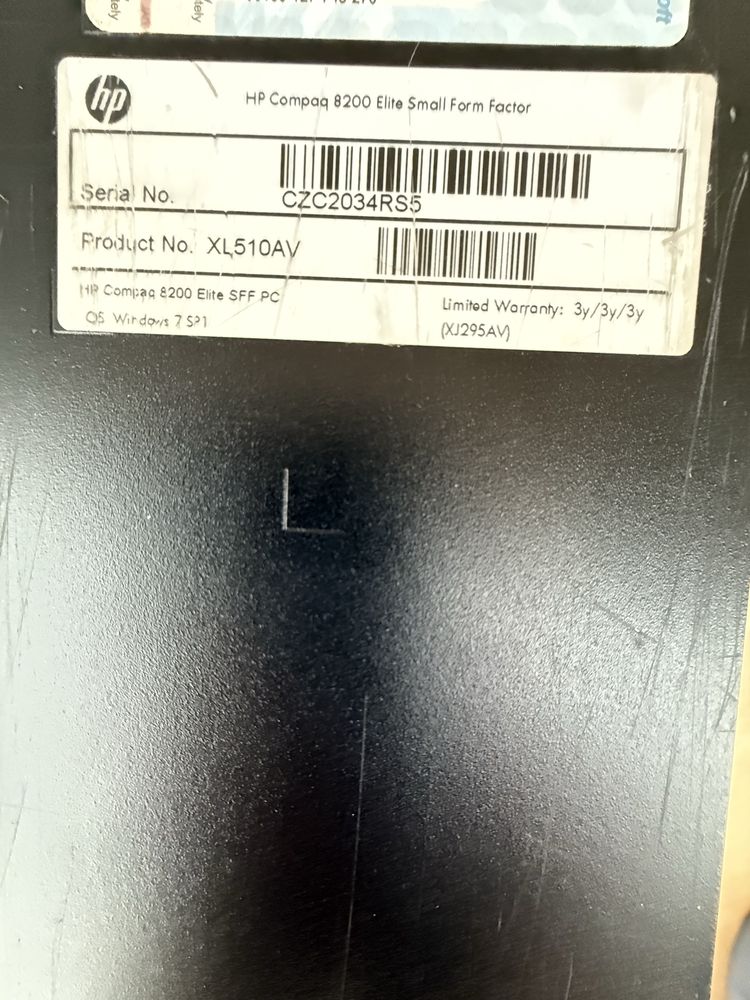 hp
HP Compaq 8200 Elite Small Form Factor
Serial No.
CZC2034RS5
Product No. XL510AV
HP Compaq 8200 Elite SFF PC
OS Windows 7 SP1
Limited Warranty: 3y/3y/3y
(XJ295AV)